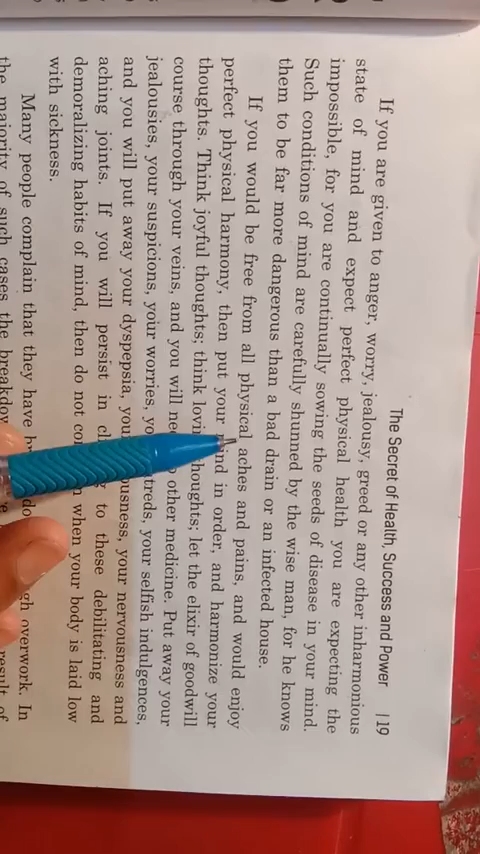 The Secret of Health, Success and Power | 19
If you are given to anger, worry, jealousy, greed or any other inharmonious
state of mind and expect perfect physical health you are expecting the
impossible, for you are continually sowing the seeds of disease in your mind.
Such conditions of mind are carefully shunned by the wise man, for he knows
them to be far more dangerous than a bad drain or an infected house.
If you would be free from all physical aches and pains, and would enjoy
perfect physical harmony, then put your mind in order, and harmonize your
thoughts. Think joyful thoughts; think loving thoughts; let the elixir of goodwill
course through your veins, and you will need no other medicine. Put away your
jealousies, your suspicions, your worries, your hatreds, your selfish indulgences,
and you will put away your dyspepsia, your nervousness and
aching joints. If you will persist in to these debilitating and
demoralizing habits of mind, then do not when your body is laid low
with sickness.
Many people complain that they have overwork. In
the majority of such cases the result of